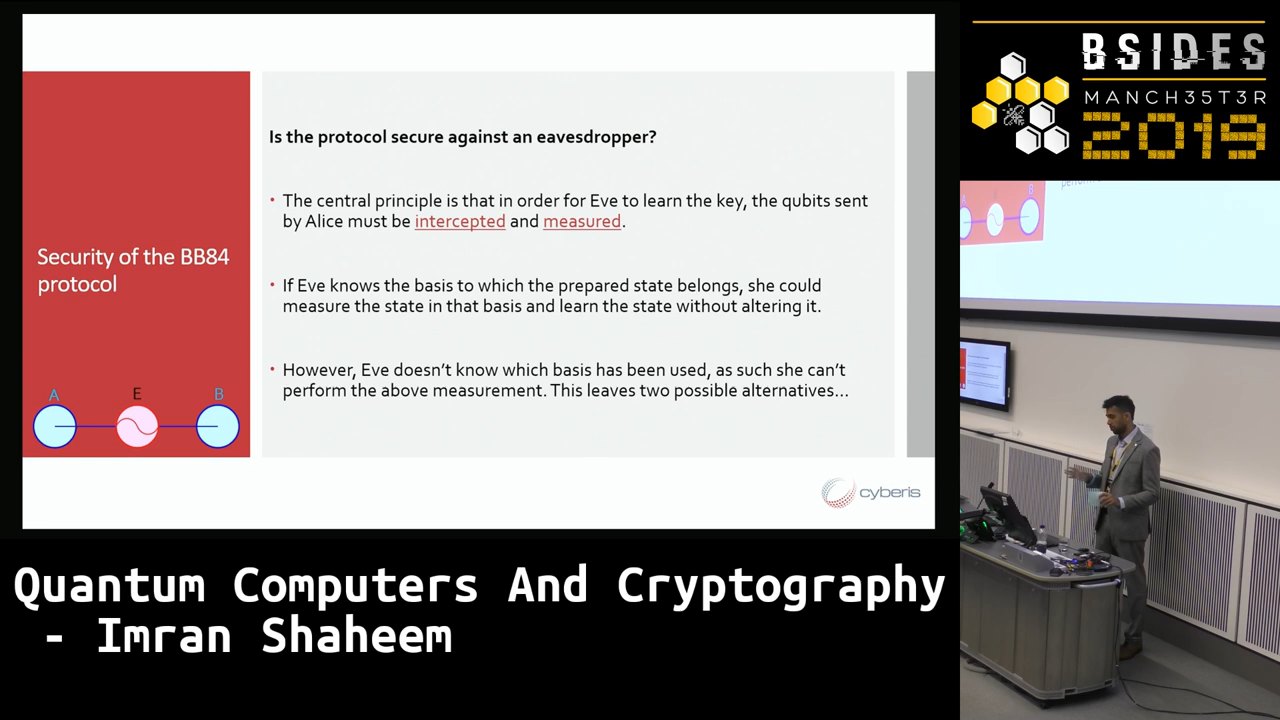 Is the protocol secure against an eavesdropper?
• The central principle is that in order for Eve to learn the key, the qubits sent
by Alice must be intercepted and measured.
• If Eve knows the basis to which the prepared state belongs, she could
measure the state in that basis and learn the state without altering it.
• However, Eve doesn't know which basis has been used, as such she can't
perform the above measurement. This leaves two possible alternatives...
Security of the BB84
protocol
A E B
cyberis
BSIDES
MANCH35T3R
2019
B
Quantum Computers And Cryptography
- Imran Shaheem